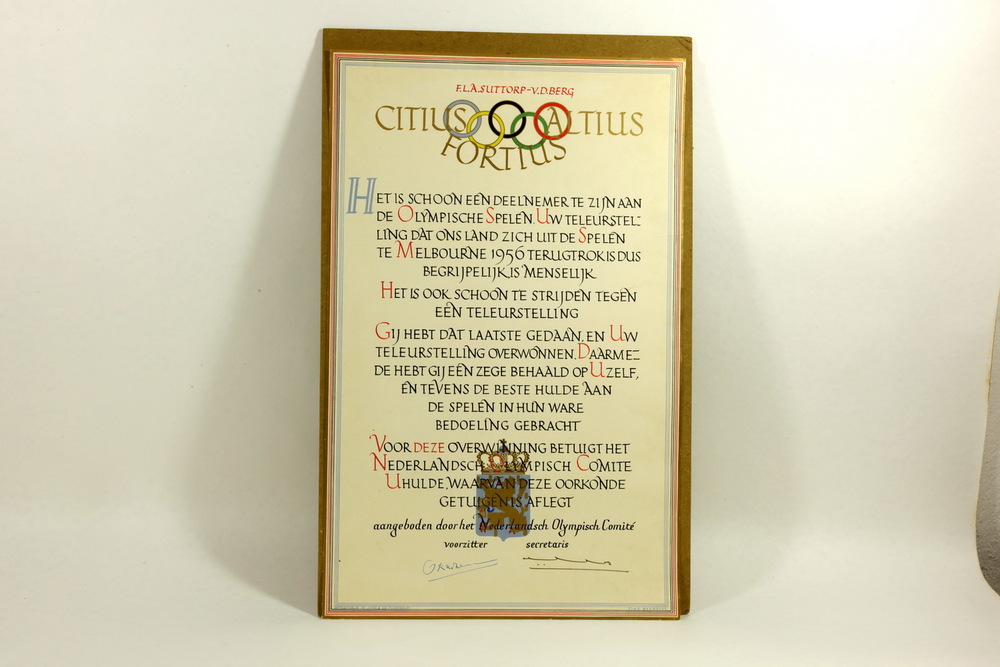 F.L.A. SUTTORP-V.D. BERG
CITIUS ALTIUS
FORTIUS
HET IS SCHOON EEN DEELNEMER TE ZIJN AAN
DE OLYMPISCHE SPELEN. UW TELEURSTEL-
LING DAT ONS LAND ZICH UIT DE SPELEN
TE MELBOURNE 1956 TERUGTROK IS DUS
BEGRIJPELIJK IS MENSELIJK
HET IS OOK SCHOON TE STRIJDEN TEGEN
EEN TELEURSTELLING
GIJ HEBT DAT LAATSTE GEDAAN, EN UW
TELEURSTELLING OVERWONNEN. DAARME-
DE HEBT GIJ EEN ZEGE BEHAALD OP UZELF,
EN TEVENS DE BESTE HULDE AAN
DE SPELEN IN HUN WARE
BEDOELING GEBRACHT
VOOR DEZE OVERWINNING BETUIGT HET
NEDERLANDSCH OLYMPISCH COMITE
U HULDE, WAARVAN DEZE OORKONDE
GETUIGENIS AFLEGT
aangeboden door het Nederlandsch Olympisch Comité
voorzitter secretaris